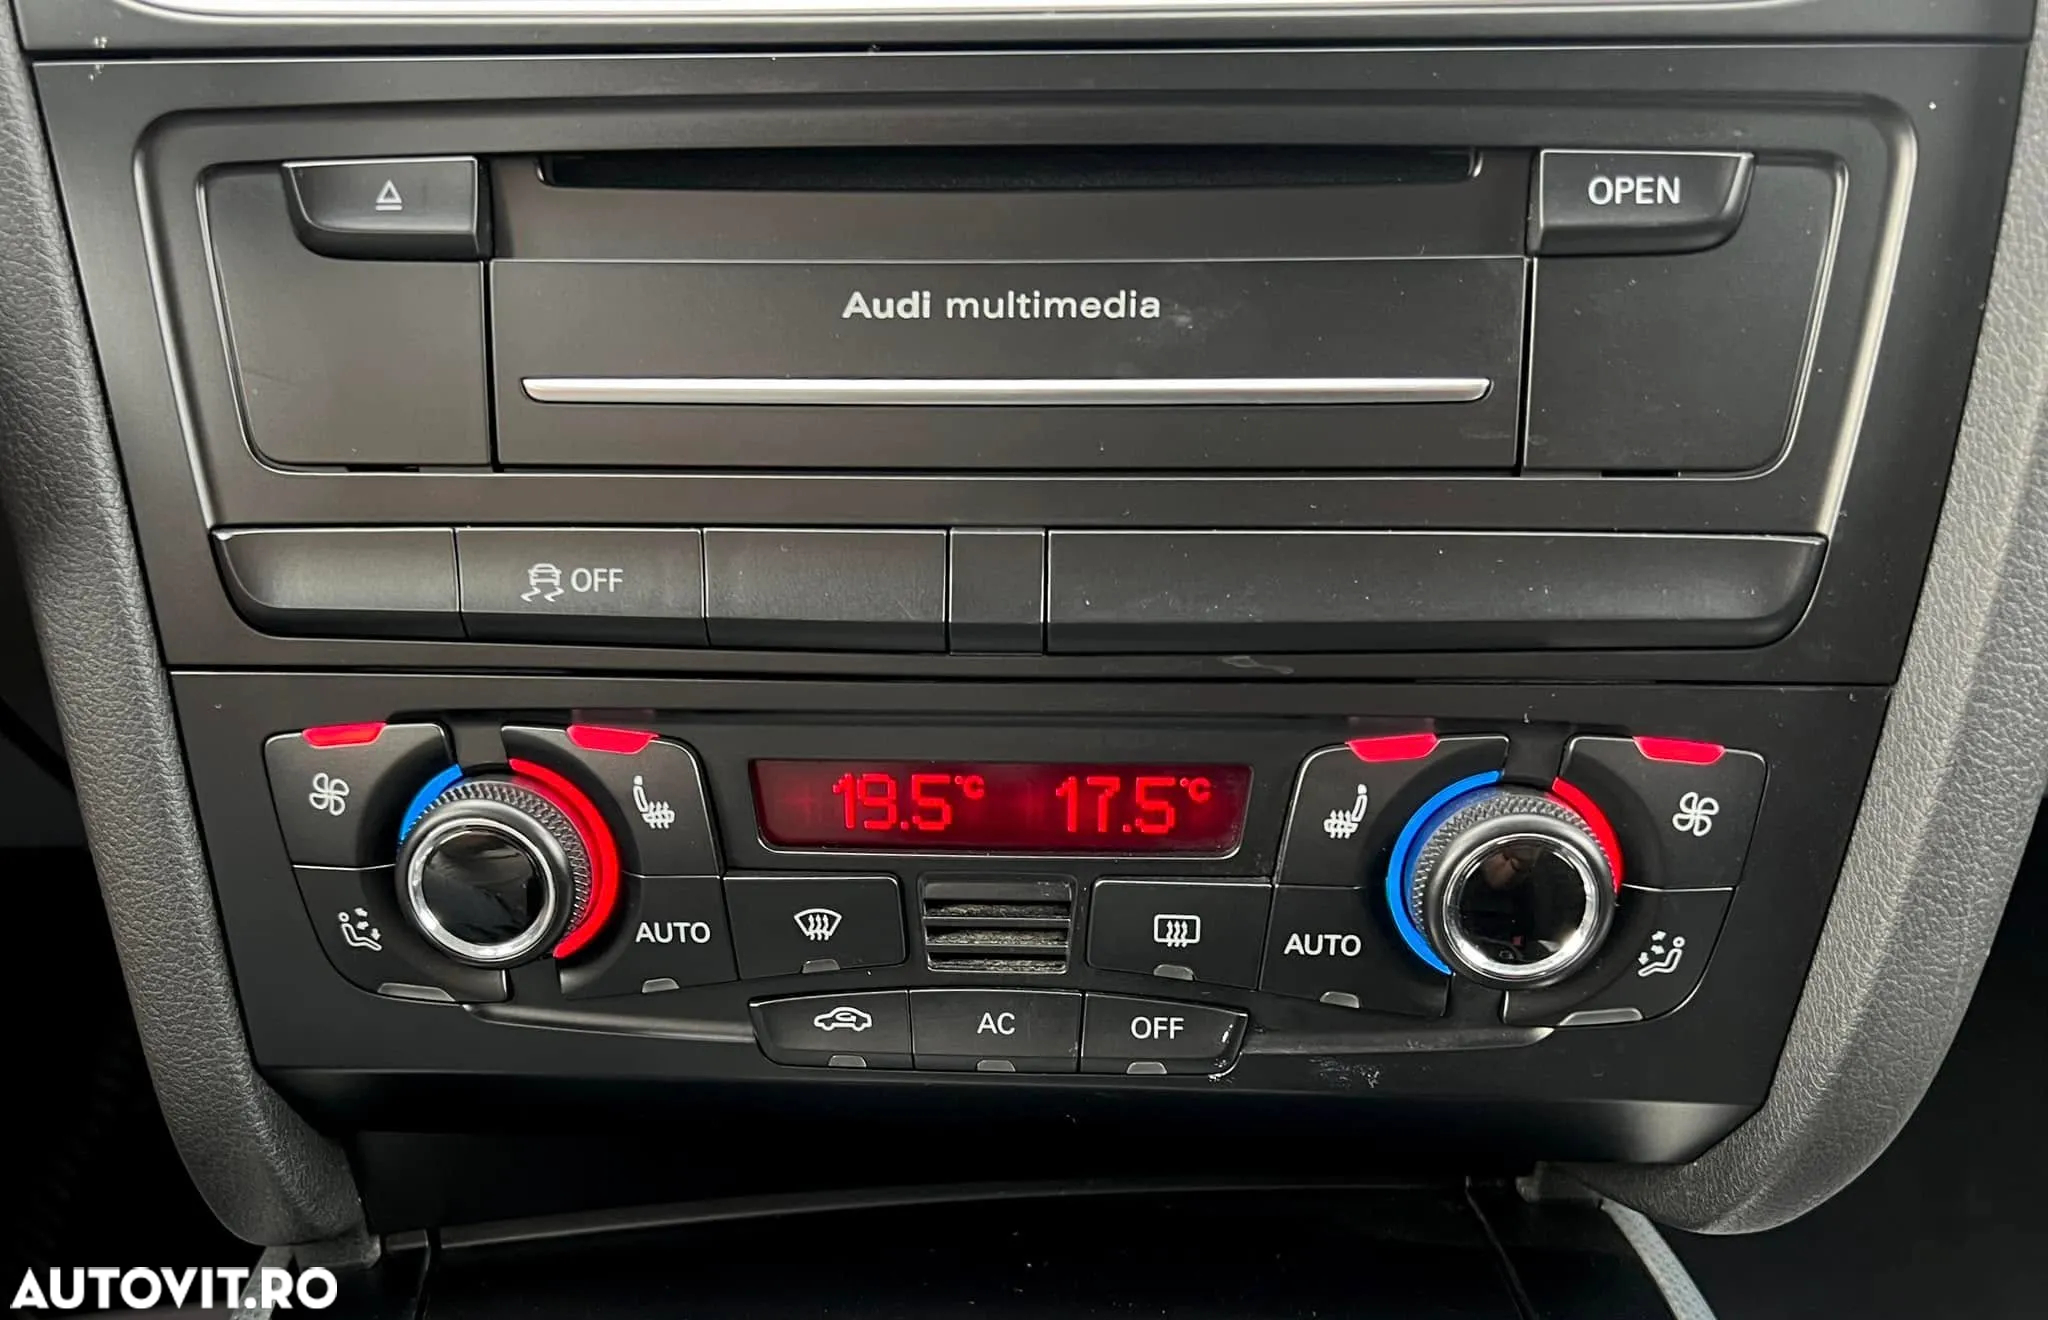 OPEN
Audi multimedia
OFF
19.5°C 17.5°C
AUTO AUTO
AC OFF
AUTOVIT.RO